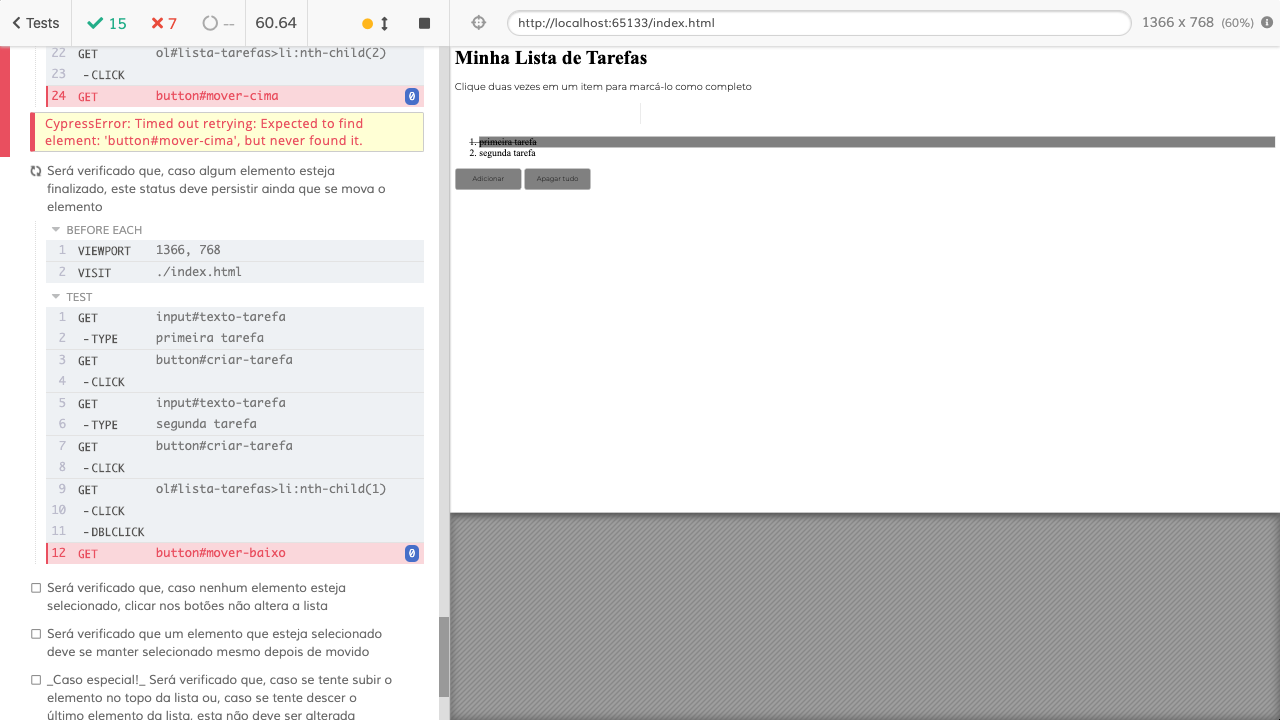 Tests 15 7 -- 60.64
http://localhost:65133/index.html 1366 x 768 (60%)
22 GET ol#lista-tarefas>li:nth-child(2)
23 -CLICK
24 GET button#mover-cima 0
CypressError: Timed out retrying: Expected to find
element: 'button#mover-cima', but never found it.
Será verificado que, caso algum elemento esteja
finalizado, este status deve persistir ainda que se mova o
elemento
BEFORE EACH
1 VIEWPORT 1366, 768
2 VISIT ./index.html
TEST
1 GET input#texto-tarefa
2 -TYPE primeira tarefa
3 GET button#criar-tarefa
4 -CLICK
5 GET input#texto-tarefa
6 -TYPE segunda tarefa
7 GET button#criar-tarefa
8 -CLICK
9 GET ol#lista-tarefas>li:nth-child(1)
10 -CLICK
11 -DBLCLICK
12 GET button#mover-baixo 0
Será verificado que, caso nenhum elemento esteja
selecionado, clicar nos botões não altera a lista
Será verificado que um elemento que esteja selecionado
deve se manter selecionado mesmo depois de movido
_Caso especial!_ Será verificado que, caso se tente subir o
elemento no topo da lista ou, caso se tente descer o
último elemento da lista, esta não deve ser alterada
Minha Lista de Tarefas
Clique duas vezes em um item para marcá-lo como completo
1. primeira tarefa
2. segunda tarefa
Adicionar Apagar tudo